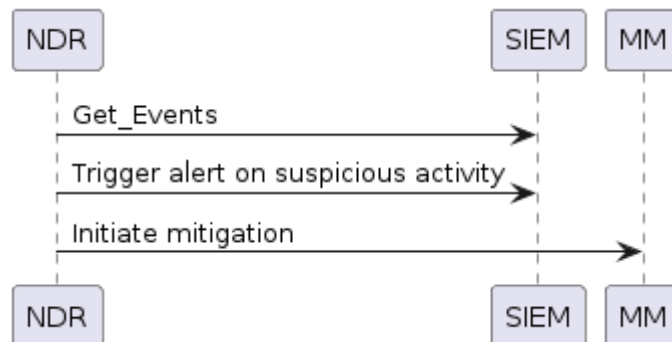 NDR SIEM MM
Get_Events
Trigger alert on suspicious activity
Initiate mitigation
NDR SIEM MM